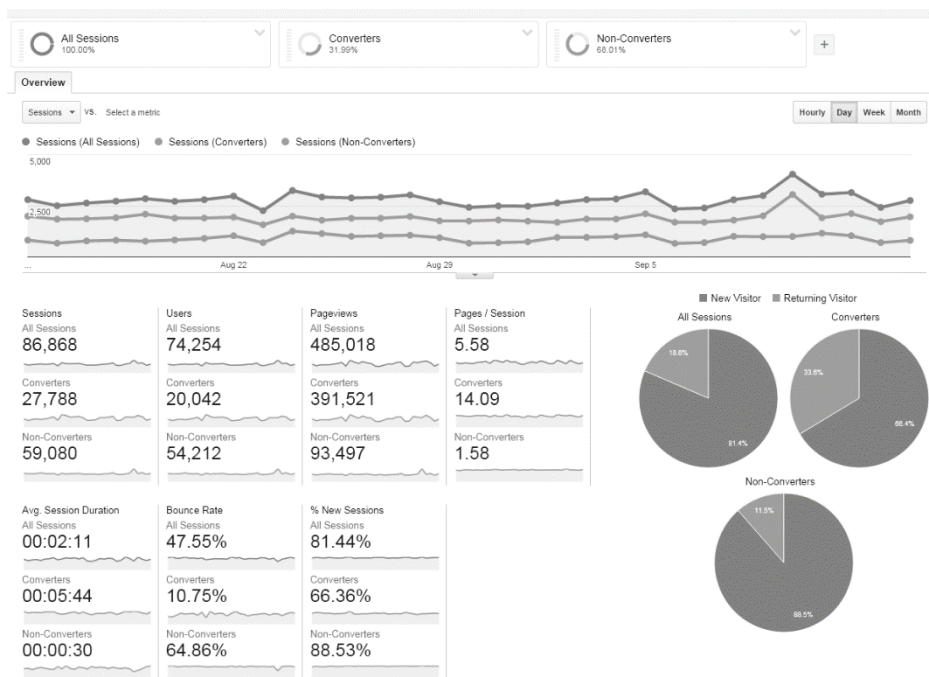 All Sessions
100.00%
Converters
31.99%
Non-Converters
68.01%
+
Overview
Sessions VS. Select a metric
Hourly Day Week Month
Sessions (All Sessions) Sessions (Converters) Sessions (Non-Converters)
5,000
2,500
... Aug 22 Aug 29 Sep 5
New Visitor Returning Visitor
Sessions
All Sessions
86,868
Converters
27,788
Non-Converters
59,080
Users
All Sessions
74,254
Converters
20,042
Non-Converters
54,212
Pageviews
All Sessions
485,018
Converters
391,521
Non-Converters
93,497
Pages / Session
All Sessions
5.58
Converters
14.09
Non-Converters
1.58
All Sessions
18.6%
81.4%
Converters
33.6%
66.4%
Non-Converters
11.5%
88.5%
Avg. Session Duration
All Sessions
00:02:11
Converters
00:05:44
Non-Converters
00:00:30
Bounce Rate
All Sessions
47.55%
Converters
10.75%
Non-Converters
64.86%
% New Sessions
All Sessions
81.44%
Converters
66.36%
Non-Converters
88.53%